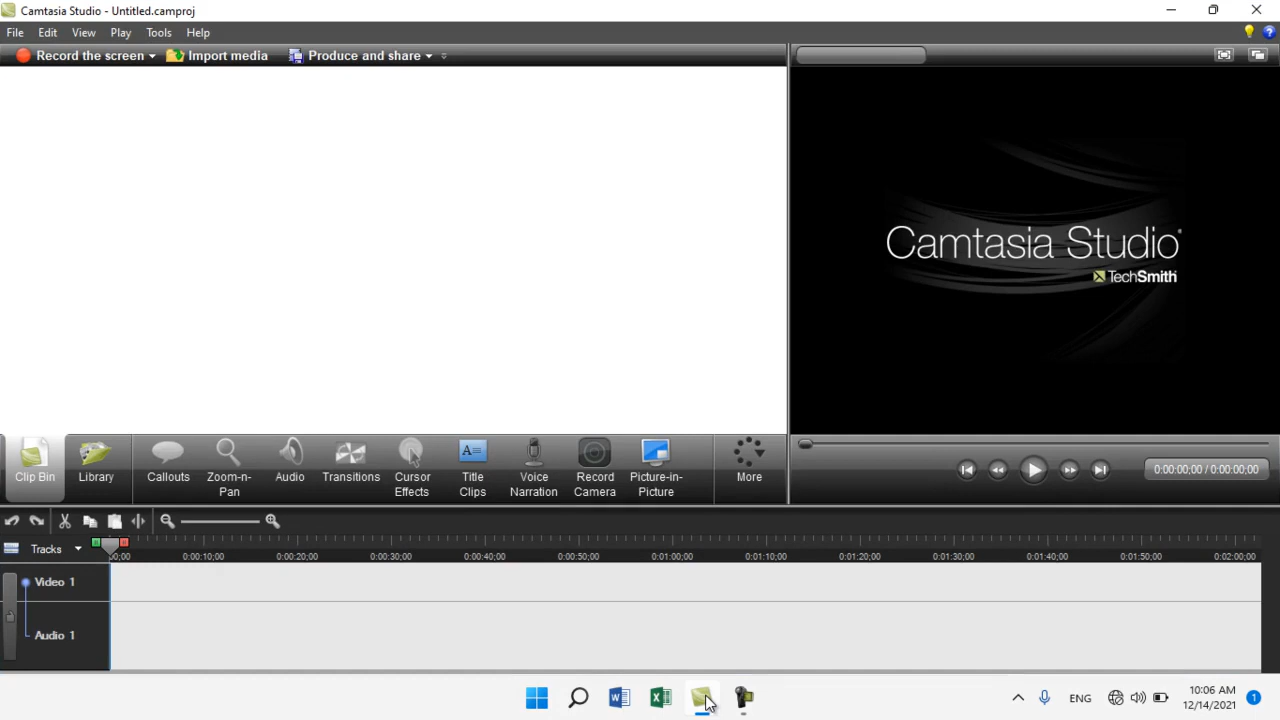 Camtasia Studio - Untitled.camproj
File Edit View Play Tools Help
Record the screen Import media Produce and share
Camtasia Studio®
TechSmith
Clip Bin Library Callouts Zoom-n-Pan Audio Transitions Cursor Effects Title Clips Voice Narration Record Camera Picture-in-Picture More
0:00:00;00 / 0:00:00;00
Tracks 00;00 0:00:10;00 0:00:20;00 0:00:30;00 0:00:40;00 0:00:50;00 0:01:00;00 0:01:10;00 0:01:20;00 0:01:30;00 0:01:40;00 0:01:50;00 0:02:00;00
Video 1
Audio 1
ENG
10:06 AM
12/14/2021
1